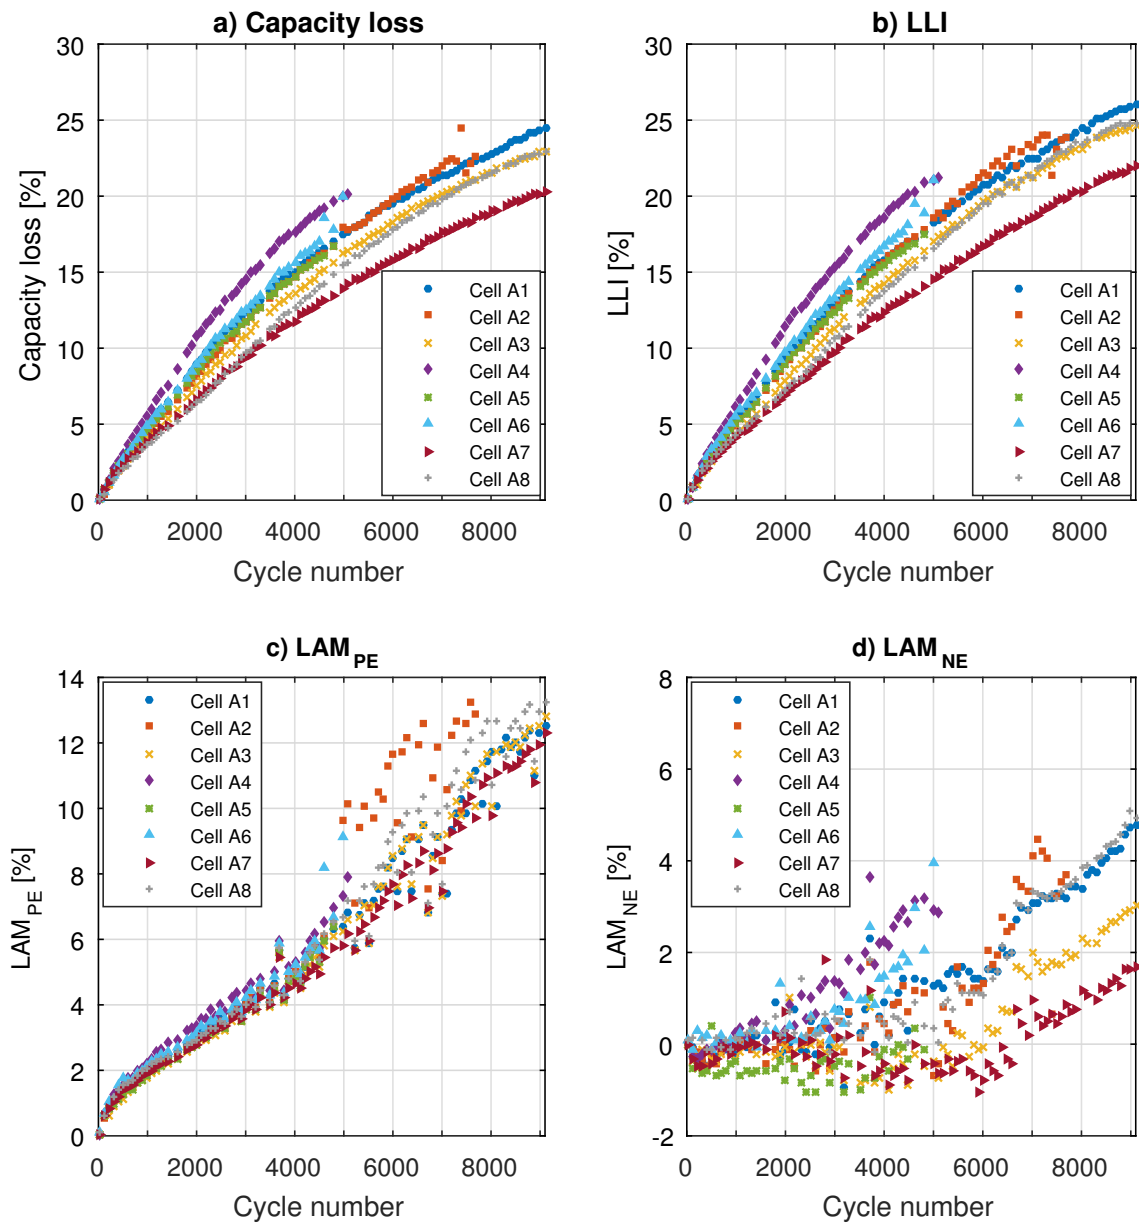 a) Capacity loss
30
25
20
15
10
5
0
Capacity loss [%]
Cell A1
Cell A2
Cell A3
Cell A4
Cell A5
Cell A6
Cell A7
Cell A8
0 2000 4000 6000 8000
Cycle number
b) LLI
30
25
20
15
10
5
0
LLI [%]
Cell A1
Cell A2
Cell A3
Cell A4
Cell A5
Cell A6
Cell A7
Cell A8
0 2000 4000 6000 8000
Cycle number
c) LAM PE
14
12
10
8
6
4
2
0
LAM PE [%]
Cell A1
Cell A2
Cell A3
Cell A4
Cell A5
Cell A6
Cell A7
Cell A8
0 2000 4000 6000 8000
Cycle number
d) LAM NE
8
6
4
2
0
-2
LAM NE [%]
Cell A1
Cell A2
Cell A3
Cell A4
Cell A5
Cell A6
Cell A7
Cell A8
0 2000 4000 6000 8000
Cycle number